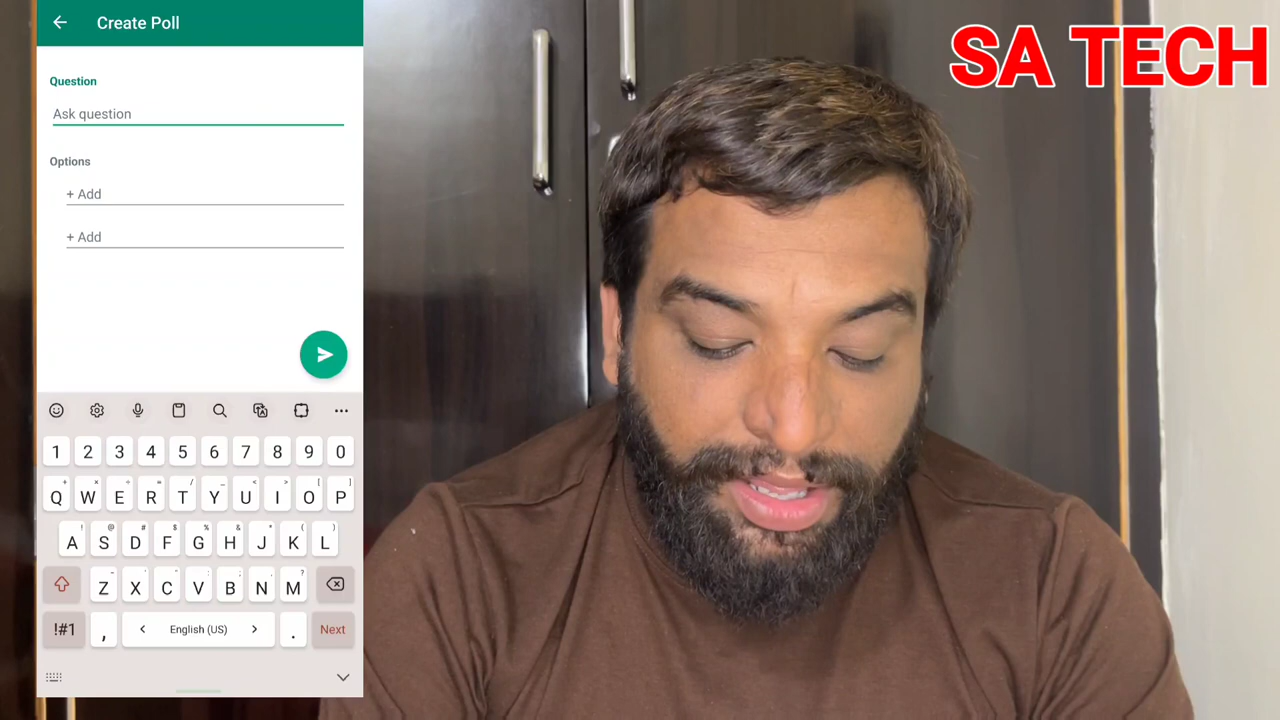 Create Poll
SA TECH
Question
Ask question
Options
+ Add
+ Add
1 2 3 4 5 6 7 8 9 0
Q W E R T Y U I O P
A S D F G H J K L
Z X C V B N M
!#1 , < English (US) > . Next